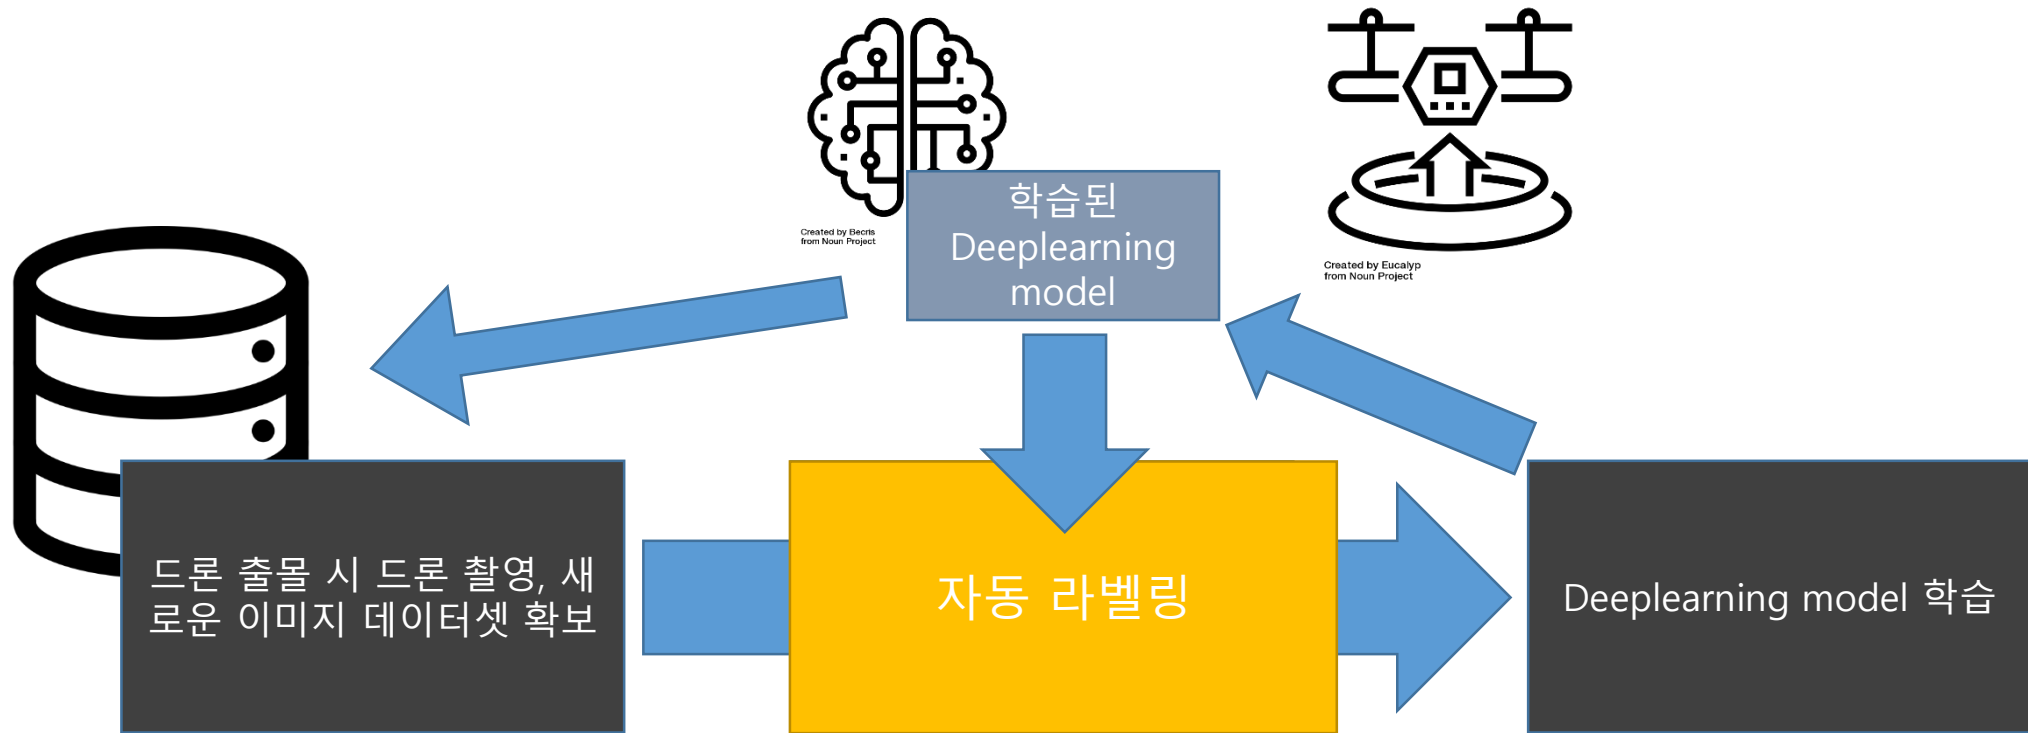 학습된
Deeplearning
model
Created by Becris
from Noun Project
Created by Eucalyp
from Noun Project
드론 출몰 시 드론 촬영, 새
로운 이미지 데이터셋 확보
자동 라벨링
Deeplearning model 학습